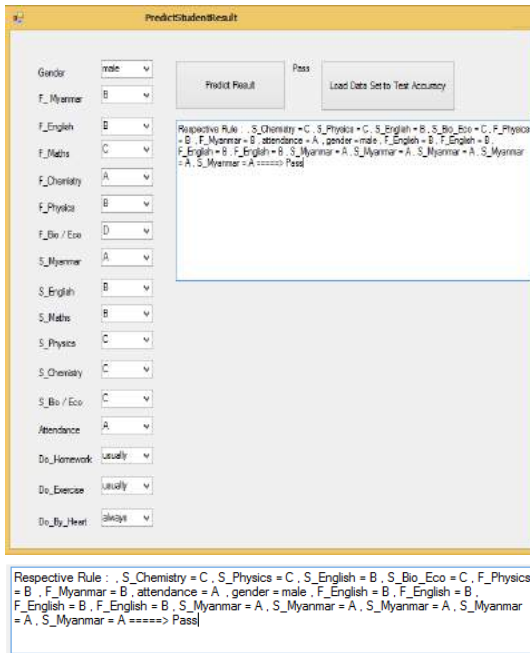 PredictStudentResult
Gender male
Predict Result
Pass
Load Data Set to Test Accuracy
F_ Myanmar B
F_English B
F_Maths C
F_Chemistry A
F_Physics B
F_Bio / Eco D
S_Myanmar A
S_English B
S_Maths B
S_Physics C
S_Chemistry C
S_Bio / Eco C
Attendance A
Do_Homework usually
Do_Exercise usually
Do_By_Heart always
Respective Rule : , S_Chemistry = C , S_Physics = C , S_English = B , S_Bio_Eco = C , F_Physics
= B , F_Myanmar = B , attendance = A , gender = male , F_English = B , F_English = B ,
F_English = B , F_English = B , S_Myanmar = A , S_Myanmar = A , S_Myanmar = A , S_Myanmar
= A , S_Myanmar = A =====> Pass
Respective Rule : , S_Chemistry = C , S_Physics = C , S_English = B , S_Bio_Eco = C , F_Physics
= B , F_Myanmar = B , attendance = A , gender = male , F_English = B , F_English = B ,
F_English = B , F_English = B , S_Myanmar = A , S_Myanmar = A , S_Myanmar = A , S_Myanmar
= A , S_Myanmar = A =====> Pass